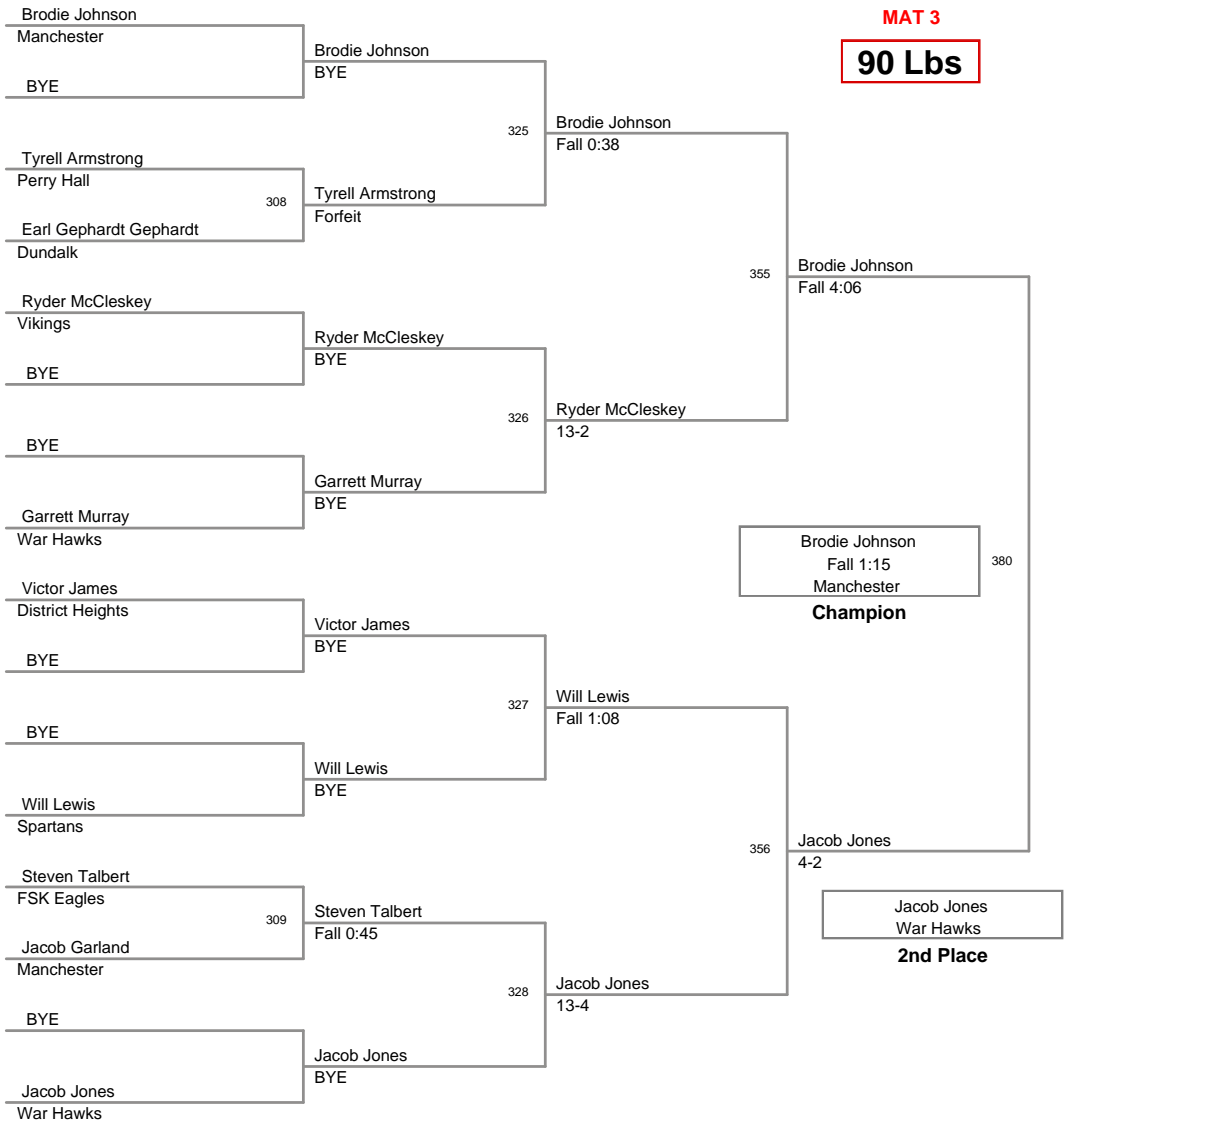 MAT 3
90 Lbs
Brodie Johnson
Manchester
BYE
Tyrell Armstrong
Perry Hall
308
Earl Gephardt Gephardt
Dundalk
Ryder McCleskey
Vikings
BYE
BYE
Garrett Murray
War Hawks
Victor James
District Heights
BYE
BYE
Will Lewis
Spartans
Steven Talbert
FSK Eagles
309
Jacob Garland
Manchester
BYE
Jacob Jones
War Hawks
Brodie Johnson
BYE
325
Tyrell Armstrong
Forfeit
Ryder McCleskey
BYE
326
Garrett Murray
BYE
Victor James
BYE
327
Will Lewis
BYE
Steven Talbert
Fall 0:45
328
Jacob Jones
BYE
Brodie Johnson
Fall 0:38
355
Ryder McCleskey
13-2
Will Lewis
Fall 1:08
356
Jacob Jones
13-4
Brodie Johnson
Fall 4:06
380
Jacob Jones
4-2
Brodie Johnson
Fall 1:15
Manchester
Champion
Jacob Jones
War Hawks
2nd Place